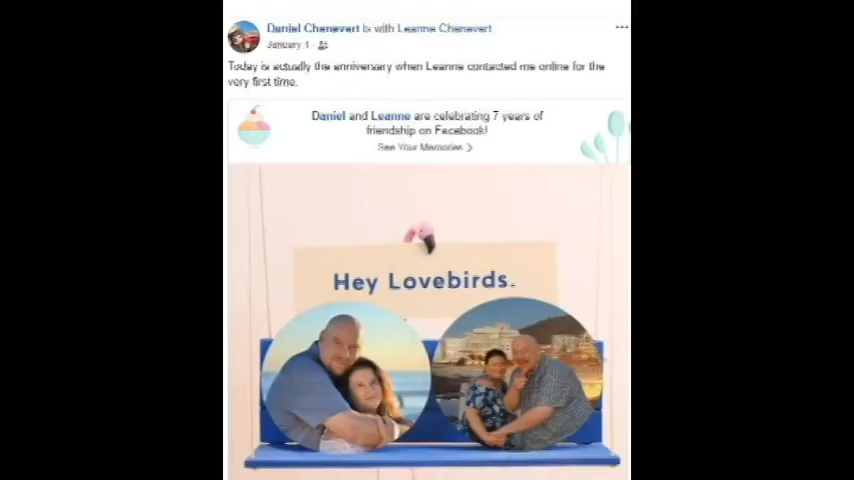 Daniel Chenevert is with Leanne Chenevert
January 1
Today is actually the anniversary when Leanne contacted me online for the
very first time.
Daniel and Leanne are celebrating 7 years of
friendship on Facebook!
See Your Memories
Hey Lovebirds.